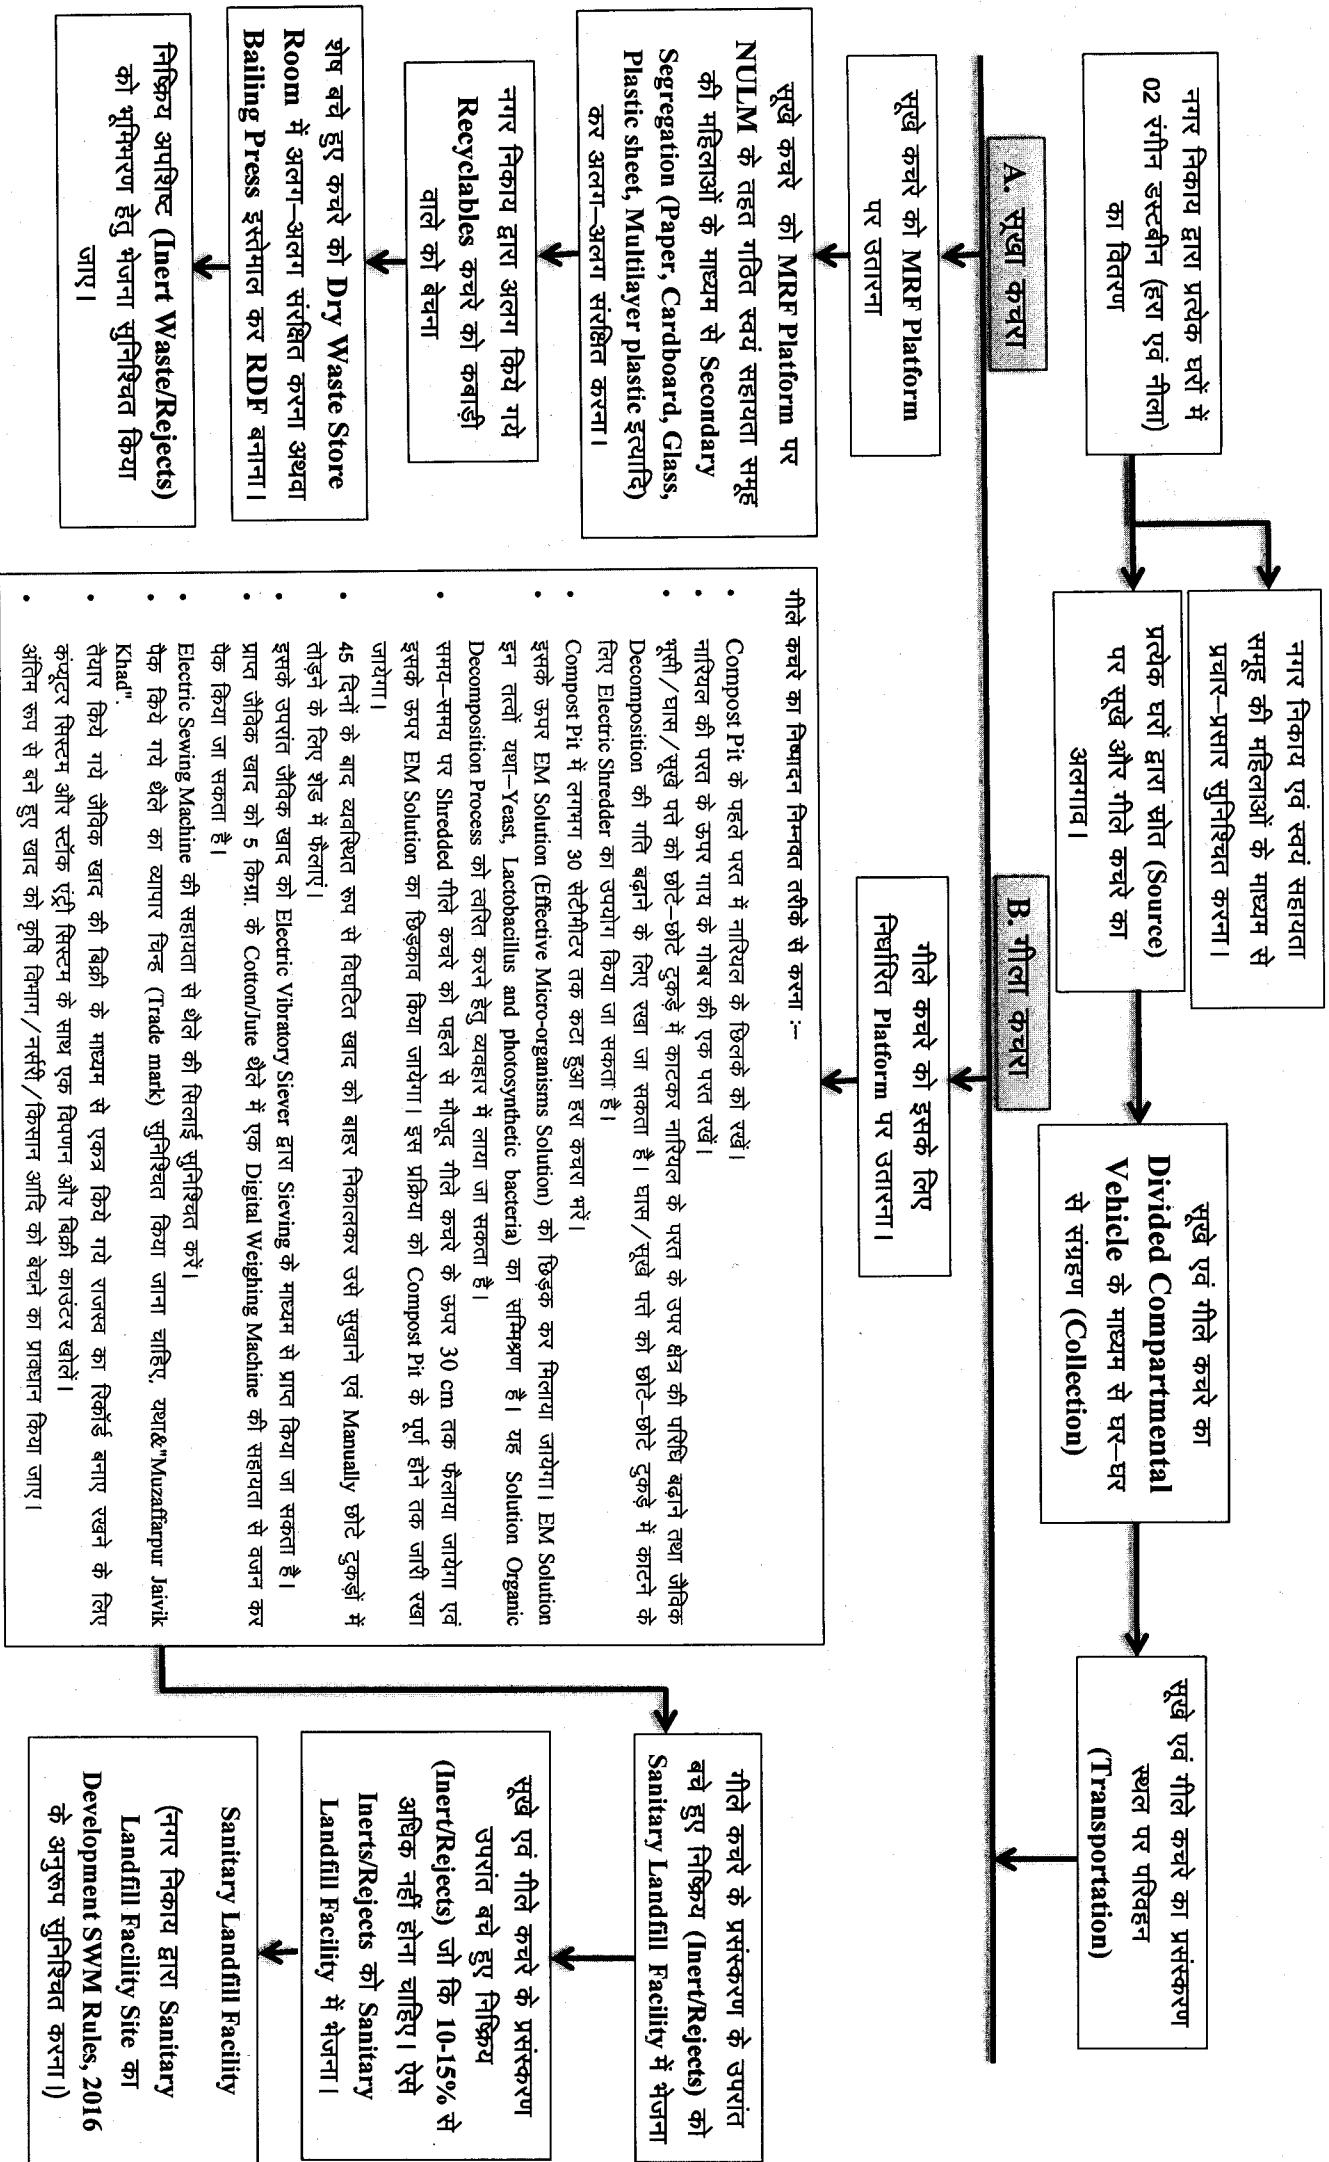 नगर निकाय द्वारा प्रत्येक घरों में
02 रंगीन डस्टबीन (हरा एवं नीला)
का वितरण
नगर निकाय एवं स्वयं सहायता
समूह की महिलाओं के माध्यम से
प्रचार–प्रसार सुनिश्चित करना।
प्रत्येक घरों द्वारा स्रोत (Source)
पर सूखे और गीले कचरे का
अलगाव।
सूखे एवं गीले कचरे का
Divided Compartmental
Vehicle के माध्यम से घर–घर
से संग्रहण (Collection)
सूखे एवं गीले कचरे का प्रसंस्करण
स्थल पर परिवहन
(Transportation)
A. सूखा कचरा
सूखे कचरे को MRF Platform
पर उतारना
सूखे कचरे को MRF Platform पर
NULM के तहत गठित स्वयं सहायता समूह
की महिलाओं के माध्यम से Secondary
Segregation (Paper, Cardboard, Glass,
Plastic sheet, Multilayer plastic इत्यादि)
कर अलग–अलग संरक्षित करना।
नगर निकाय द्वारा अलग किये गये
Recyclables कचरे को कबाड़ी
वाले को बेचना
शेष बचे हुए कचरे को Dry Waste Store
Room में अलग–अलग संरक्षित करना अथवा
Bailing Press इस्तेमाल कर RDF बनाना।
निष्क्रिय अपशिष्ट (Inert Waste/Rejects)
को भूमिभरण हेतु भेजना सुनिश्चित किया
जाए।
B. गीला कचरा
गीले कचरे को इसके लिए
निर्धारित Platform पर उतारना।
गीले कचरे का निष्पादन निम्नवत तरीके से करना :–
• Compost Pit के पहले परत में नारियल के छिलके को रखें।
• नारियल की परत के ऊपर गाय के गोबर की एक परत रखें।
• भूसी/घास/सूखे पत्ते को छोटे–छोटे टुकड़े में काटकर नारियल के परत के उपर क्षेत्र की परिधि बढ़ाने तथा जैविक
Decomposition की गति बढ़ाने के लिए रखा जा सकता है। घास/सूखे पत्ते को छोटे–छोटे टुकड़े में काटने के
लिए Electric Shredder का उपयोग किया जा सकता है।
• Compost Pit में लगभग 30 सेंटीमीटर तक कटा हुआ हरा कचरा भरें।
• इसके ऊपर EM Solution (Effective Micro-organisms Solution) को छिड़क कर मिलाया जायेगा। EM Solution
इन तत्वों यथा–Yeast, Lactobacillus and photosynthetic bacteria) का सम्मिश्रण है। यह Solution Organic
Decomposition Process को त्वरित करने हेतु व्यवहार में लाया जा सकता है।
• समय–समय पर Shredded गीले कचरे को पहले से मौजूद गीले कचरे के ऊपर 30 cm तक फैलाया जायेगा एवं
इसके ऊपर EM Solution का छिड़काव किया जायेगा। इस प्रक्रिया को Compost Pit के पूर्ण होने तक जारी रखा
जायेगा।
• 45 दिनों के बाद व्यवस्थित रूप से विघटित खाद को बाहर निकालकर उसे सुखाने एवं Manually छोटे टुकड़ों में
तोड़ने के लिए शेड में फैलाएं।
• इसके उपरांत जैविक खाद को Electric Vibratory Siever द्वारा Sieving के माध्यम से प्राप्त किया जा सकता है।
• प्राप्त जैविक खाद को 5 किग्रा. के Cotton/Jute थैले में एक Digital Weighing Machine की सहायता से वजन कर
पैक किया जा सकता है।
• Electric Sewing Machine की सहायता से थैले की सिलाई सुनिश्चित करें।
• पैक किये गये थैले का व्यापार चिन्ह (Trade mark) सुनिश्चित किया जाना चाहिए, यथा&"Muzaffarpur Jaivik
Khad".
• तैयार किये गये जैविक खाद की बिक्री के माध्यम से एकत्र किये गये राजस्व का रिकॉर्ड बनाए रखने के लिए
कंप्यूटर सिस्टम और स्टॉक एंट्री सिस्टम के साथ एक विपणन और बिक्री काउंटर खोलें।
• अंतिम रूप से बने हुए खाद को कृषि विभाग/नर्सरी/किसान आदि को बेचने का प्रावधान किया जाए।
गीले कचरे के प्रसंस्करण के उपरांत
बचे हुए निष्क्रिय (Inert/Rejects) को
Sanitary Landfill Facility में भेजना
सूखे एवं गीले कचरे के प्रसंस्करण
उपरांत बचे हुए निष्क्रिय
(Inert/Rejects) जो कि 10-15% से
अधिक नहीं होना चाहिए। ऐसे
Inerts/Rejects को Sanitary
Landfill Facility में भेजना।
Sanitary Landfill Facility
(नगर निकाय द्वारा Sanitary
Landfill Facility Site का
Development SWM Rules, 2016
के अनुरूप सुनिश्चित करना।)